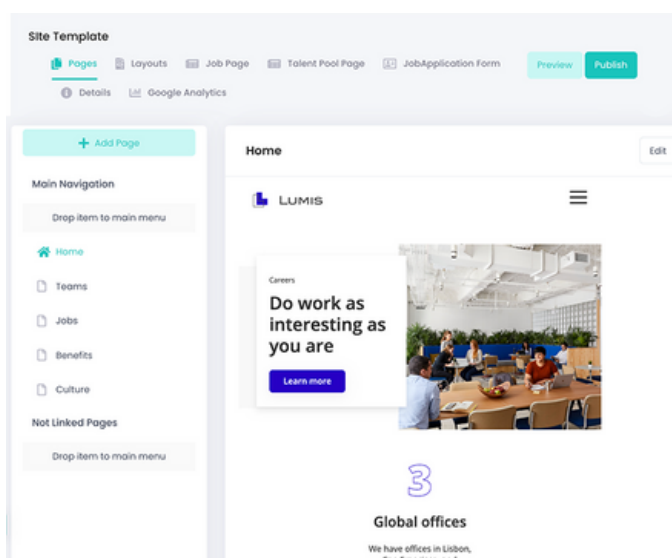 Site Template
Pages
Layouts
Job Page
Talent Pool Page
JobApplication Form
Preview
Publish
Details
Google Analytics
+ Add Page
Main Navigation
Drop item to main menu
Home
Teams
Jobs
Benefits
Culture
Not Linked Pages
Drop item to main menu
Home
Edit
LUMIS
Careers
Do work as
interesting as
you are
Learn more
3
Global offices
We have offices in Lisbon,